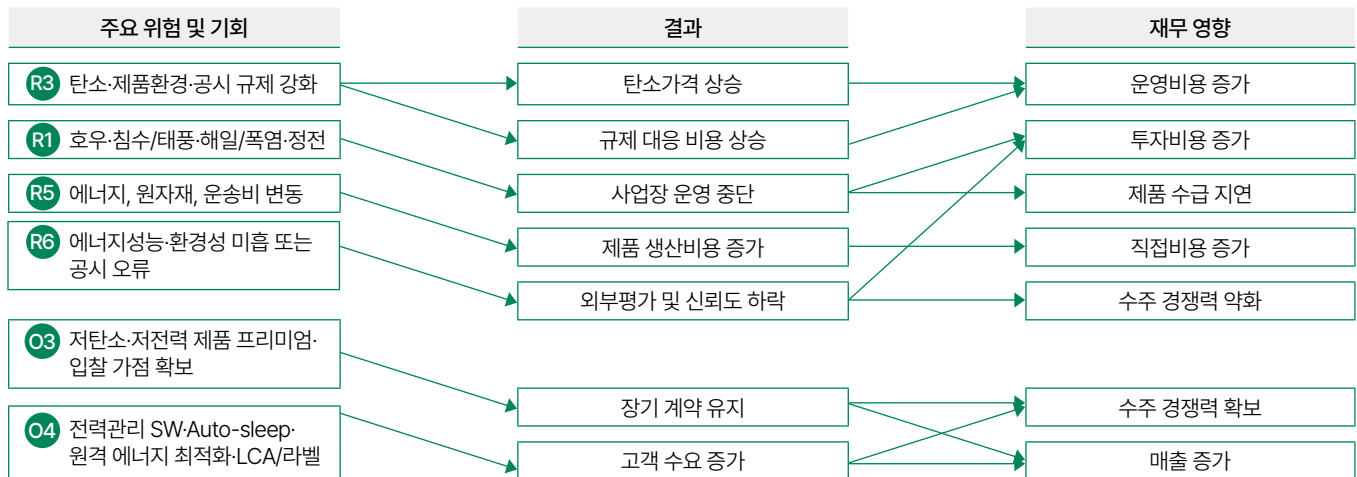 주요 위험 및 기회
결과
재무 영향
R3 탄소·제품환경·공시 규제 강화
탄소가격 상승
운영비용 증가
R1 호우·침수/태풍·해일/폭염·정전
규제 대응 비용 상승
투자비용 증가
R5 에너지, 원자재, 운송비 변동
사업장 운영 중단
제품 수급 지연
R6 에너지성능·환경성 미흡 또는
공시 오류
제품 생산비용 증가
직접비용 증가
외부평가 및 신뢰도 하락
수주 경쟁력 약화
O3 저탄소·저전력 제품 프리미엄·
입찰 가점 확보
장기 계약 유지
수주 경쟁력 확보
O4 전력관리 SW·Auto-sleep·
원격 에너지 최적화·LCA/라벨
고객 수요 증가
매출 증가